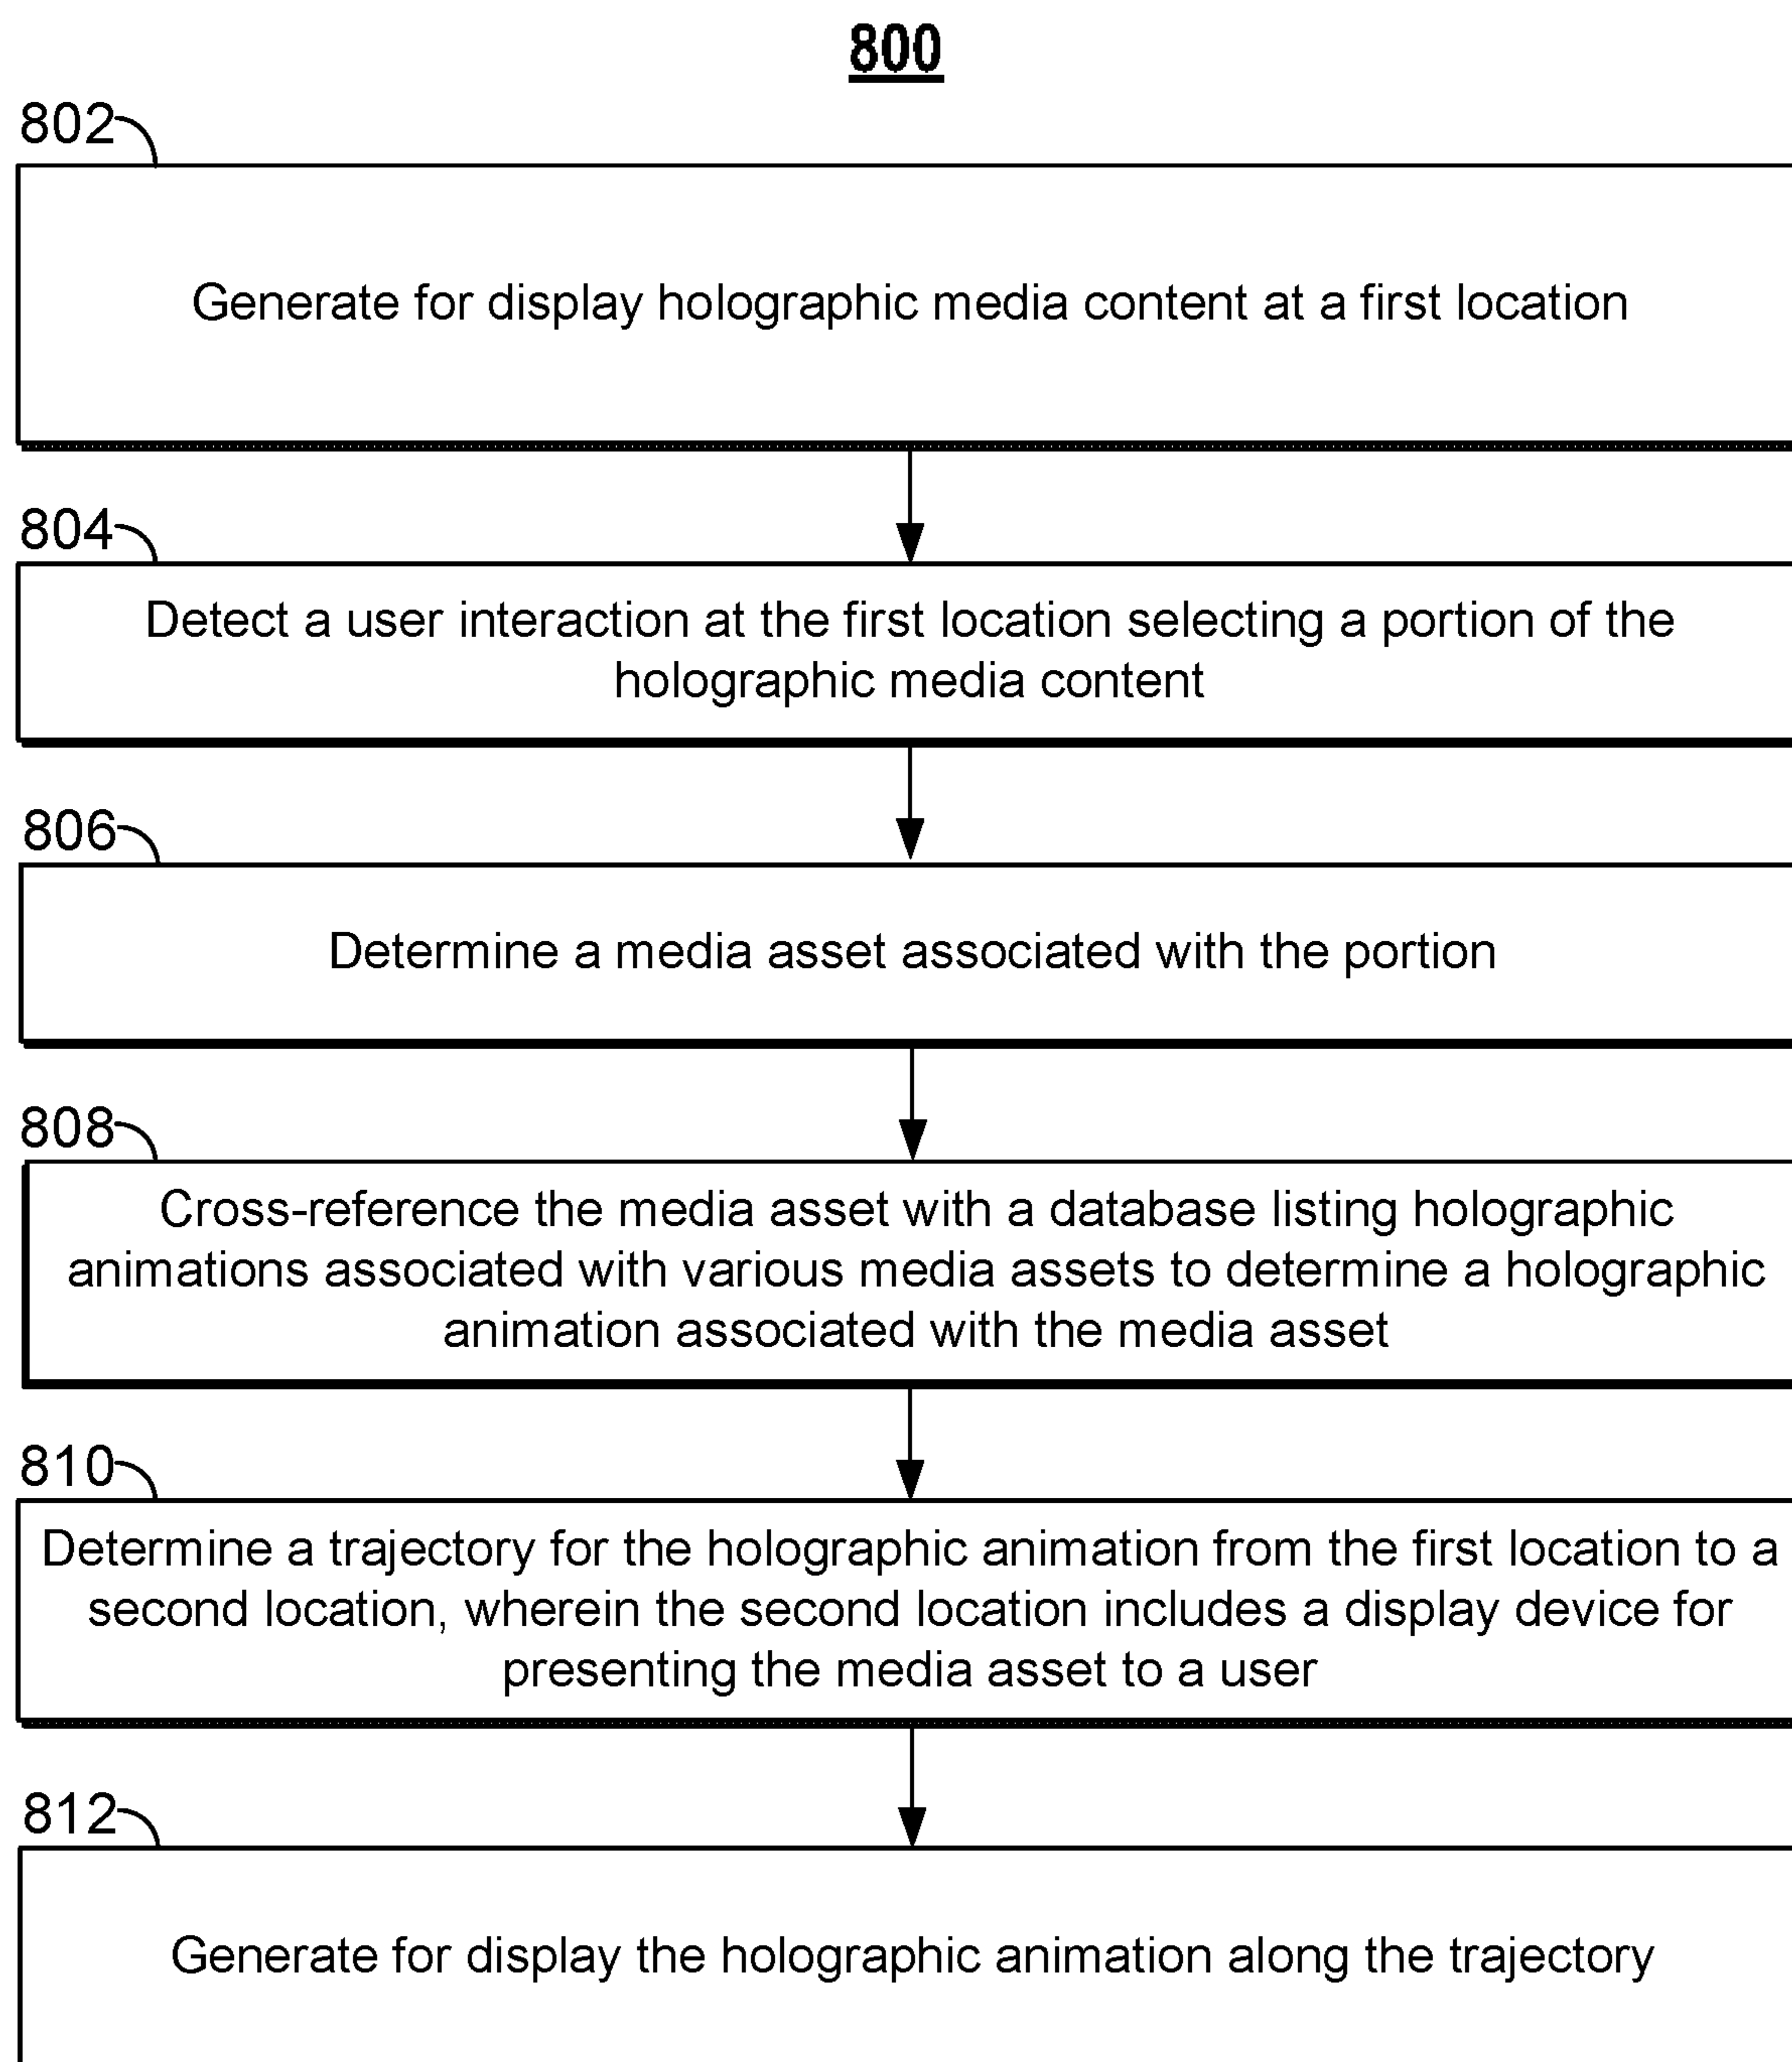 800
802
Generate for display holographic media content at a first location
804
Detect a user interaction at the first location selecting a portion of the
holographic media content
806
Determine a media asset associated with the portion
808
Cross-reference the media asset with a database listing holographic
animations associated with various media assets to determine a holographic
animation associated with the media asset
810
Determine a trajectory for the holographic animation from the first location to a
second location, wherein the second location includes a display device for
presenting the media asset to a user
812
Generate for display the holographic animation along the trajectory